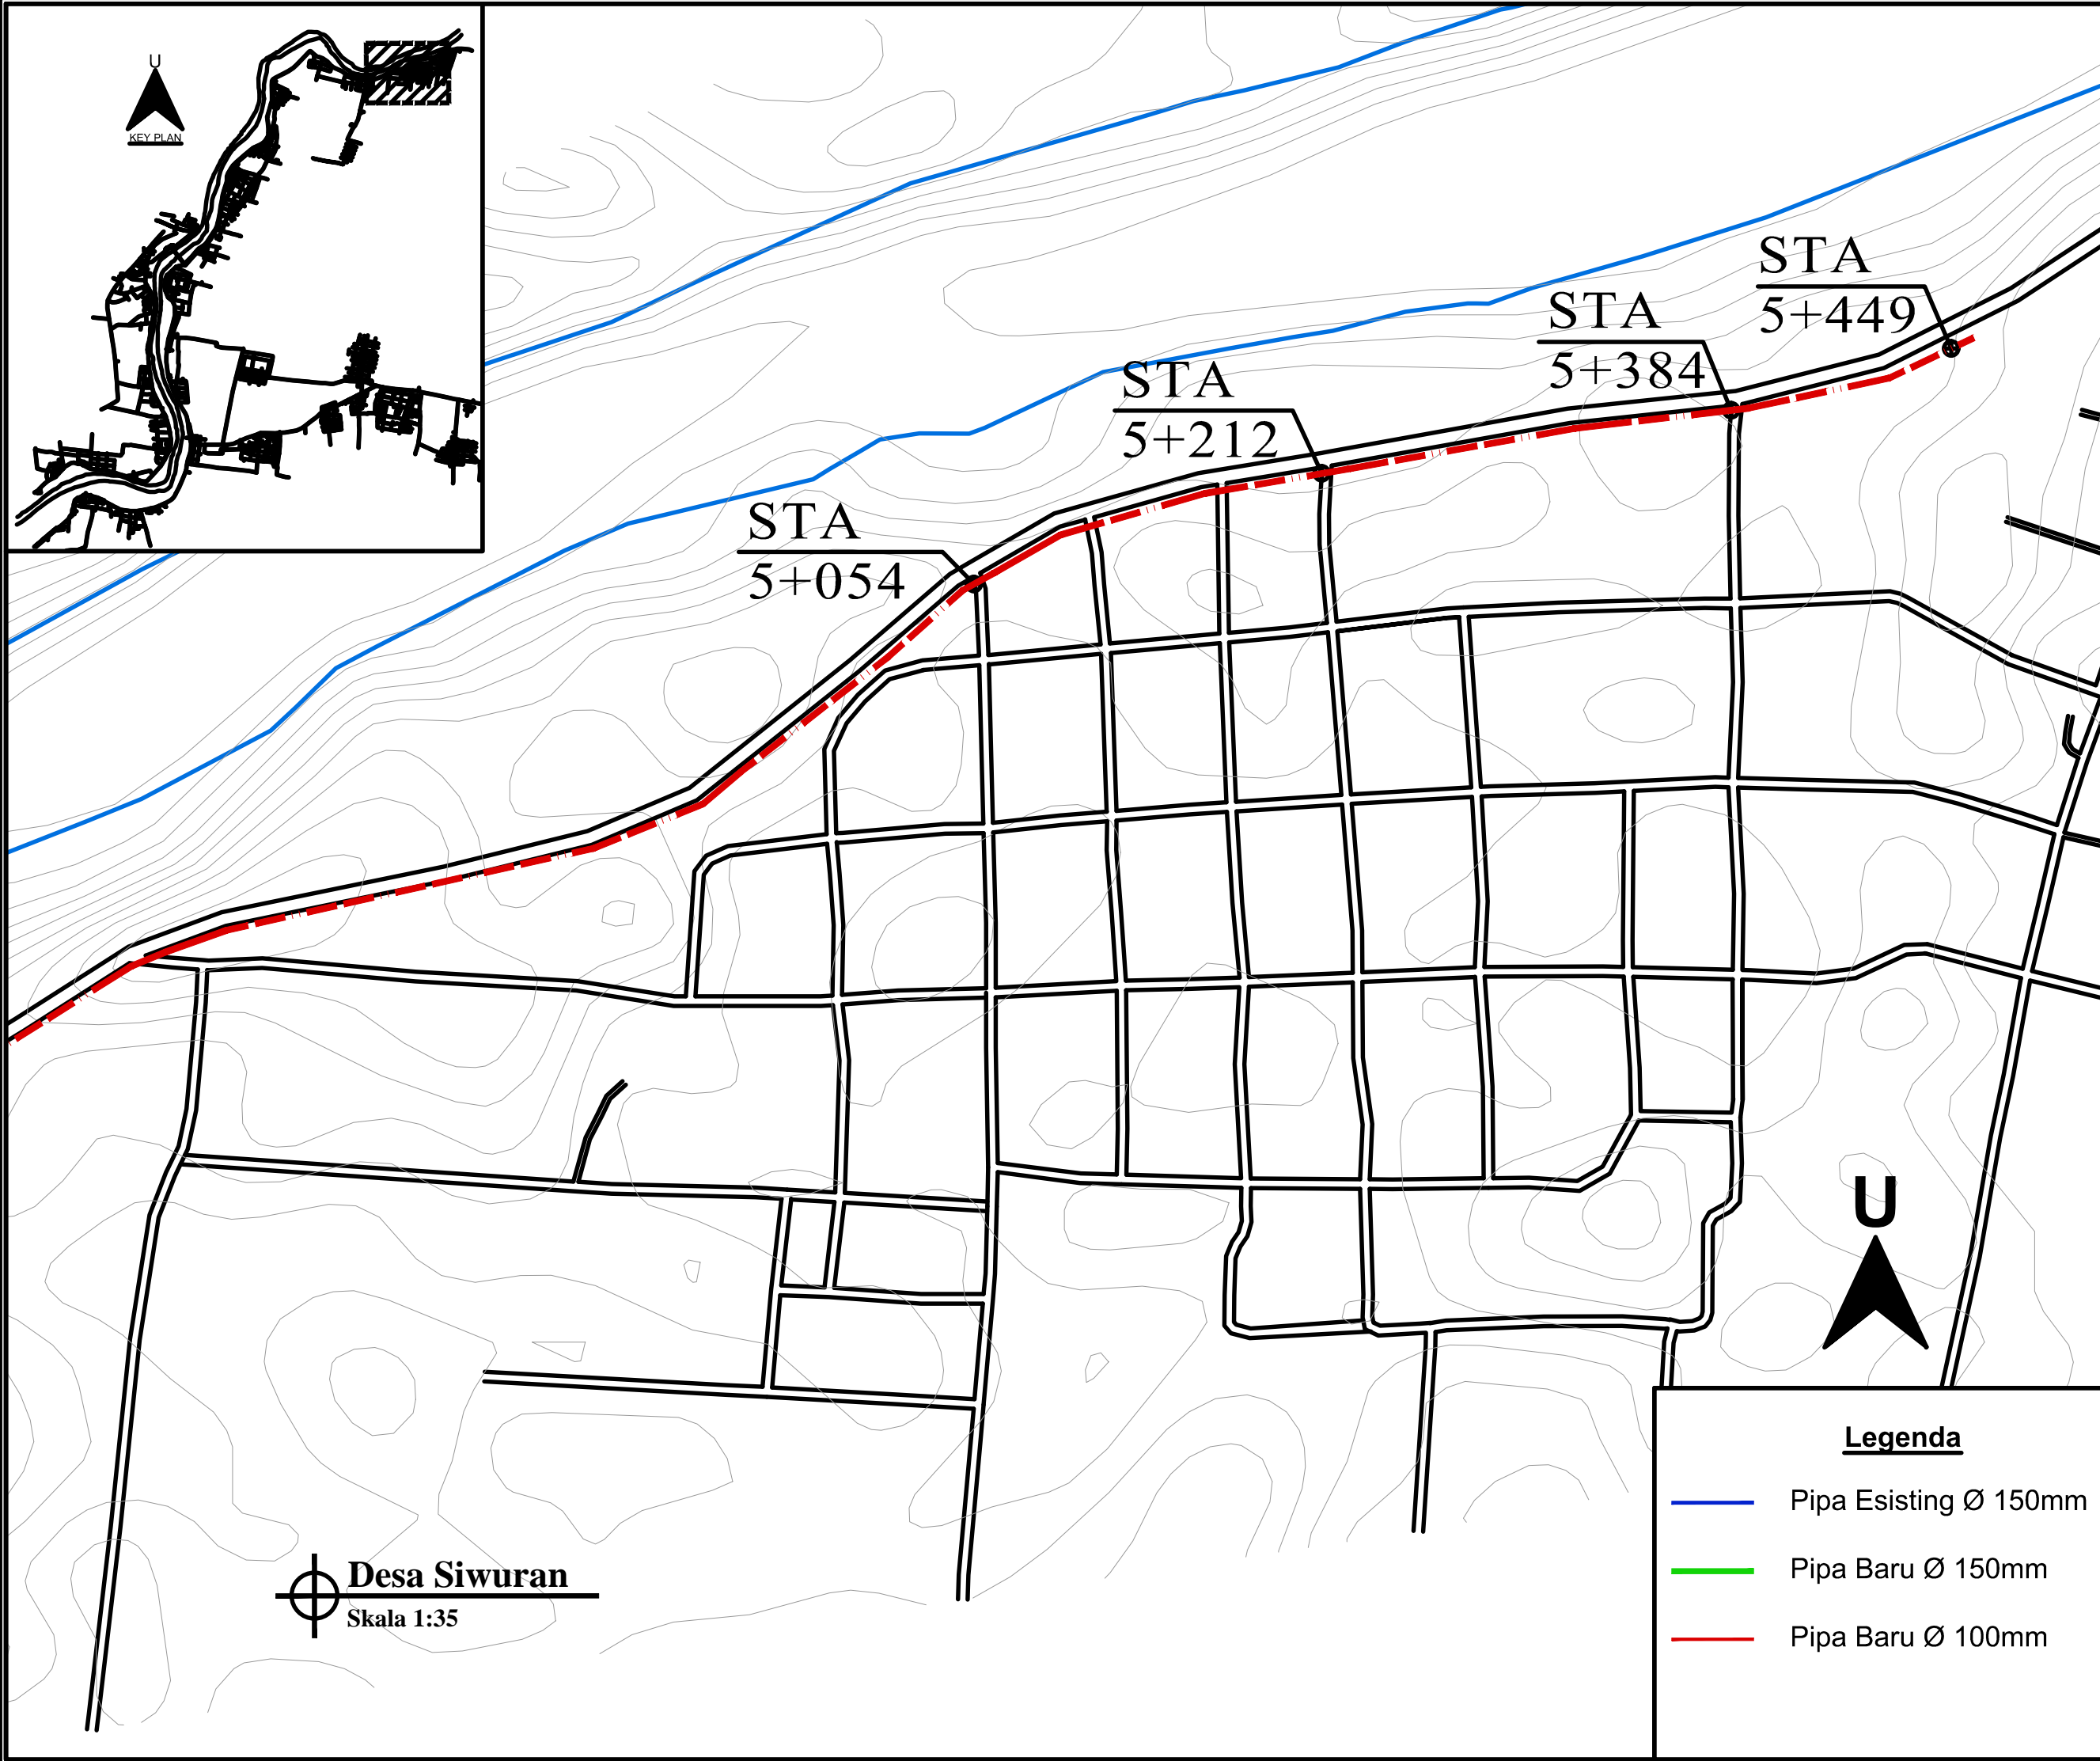 U
KEY PLAN
STA
5+449
STA
5+384
STA
5+212
STA
5+054
U
Legenda
Pipa Esisting Ø 150mm
Pipa Baru Ø 150mm
Pipa Baru Ø 100mm
Desa Siwuran
Skala 1:35